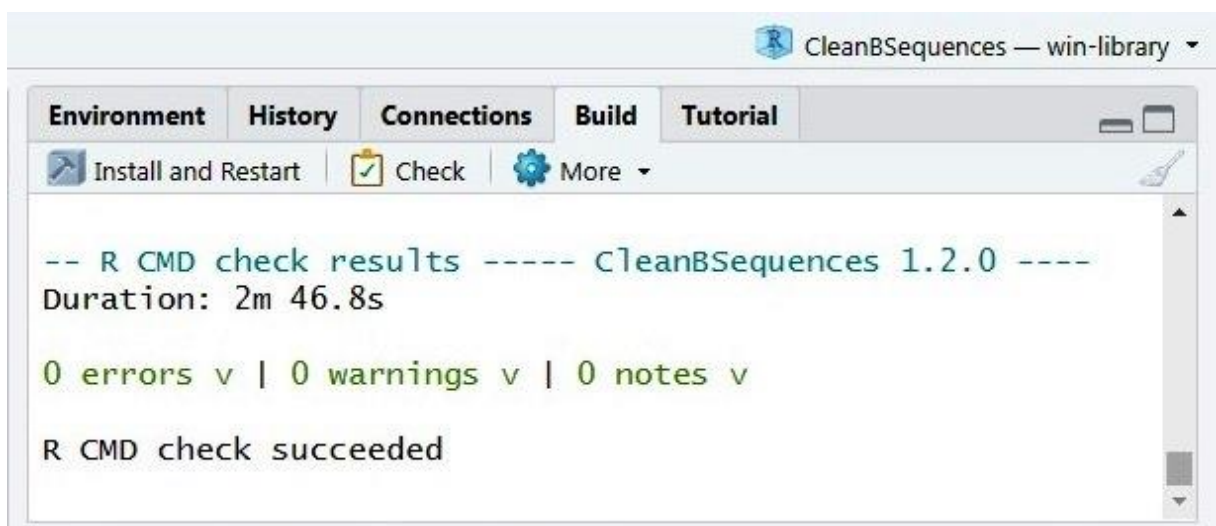 CleanBSequences — win-library
Environment History Connections Build Tutorial
Install and Restart Check More
-- R CMD check results ----- CleanBSequences 1.2.0 ----
Duration: 2m 46.8s
0 errors v | 0 warnings v | 0 notes v
R CMD check succeeded